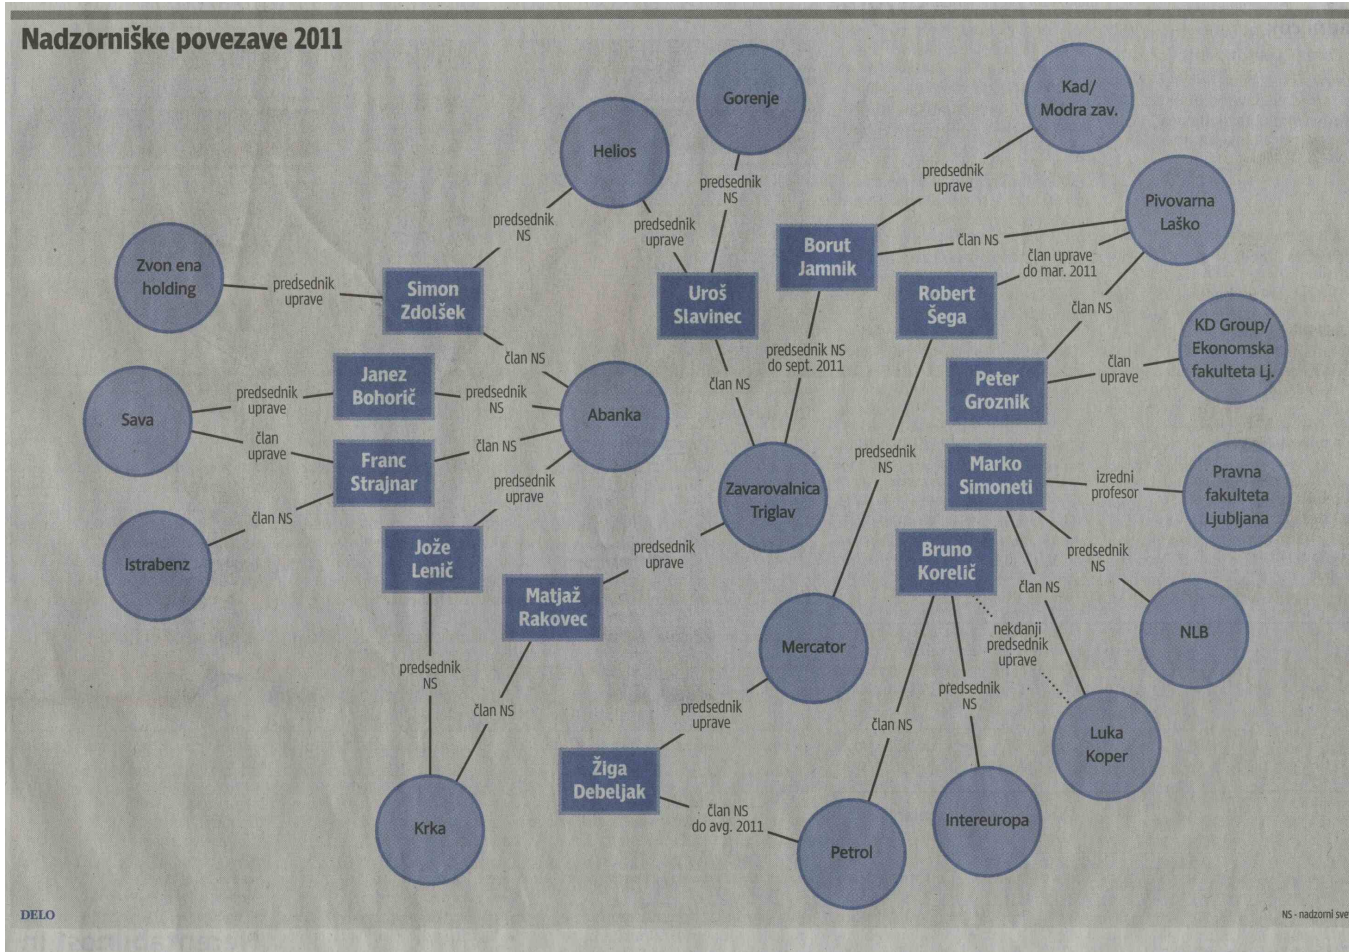 Nadzorniške povezave 2011
Gorenje
Kad/
Modra zav.
Helios
predsednik
NS
predsednik
uprave
Pivovarna
Laško
predsednik
NS
predsednik
uprave
Borut
Jamnik
član NS
član uprave
do mar. 2011
Zvon ena
holding
predsednik
uprave
Simon
Zdolšek
Uroš
Slavinec
Robert
Šega
član NS
KD Group/
Ekonomska
fakulteta Lj.
član NS
predsednik NS
do sept. 2011
član NS
Peter
Groznik
član
uprave
Janez
Bohorič
predsednik
uprave
predsednik
NS
Sava
Abanka
član
uprave
Franc
Strajnar
član NS
predsednik
NS
Marko
Simoneti
izredni
profesor
Pravna
fakulteta
Ljubljana
predsednik
uprave
Zavarovalnica
Triglav
član NS
Istrabenz
Jože
Lenič
predsednik
uprave
Bruno
Korelič
predsednik
NS
član NS
Matjaž
Rakovec
Mercator
nekdanji
predsednik
uprave
NLB
predsednik
NS
član NS
predsednik
uprave
predsednik
NS
član NS
Luka
Koper
Žiga
Debeljak
član NS
do avg. 2011
Krka
Petrol
Intereuropa
DELO
NS - nadzorni sve